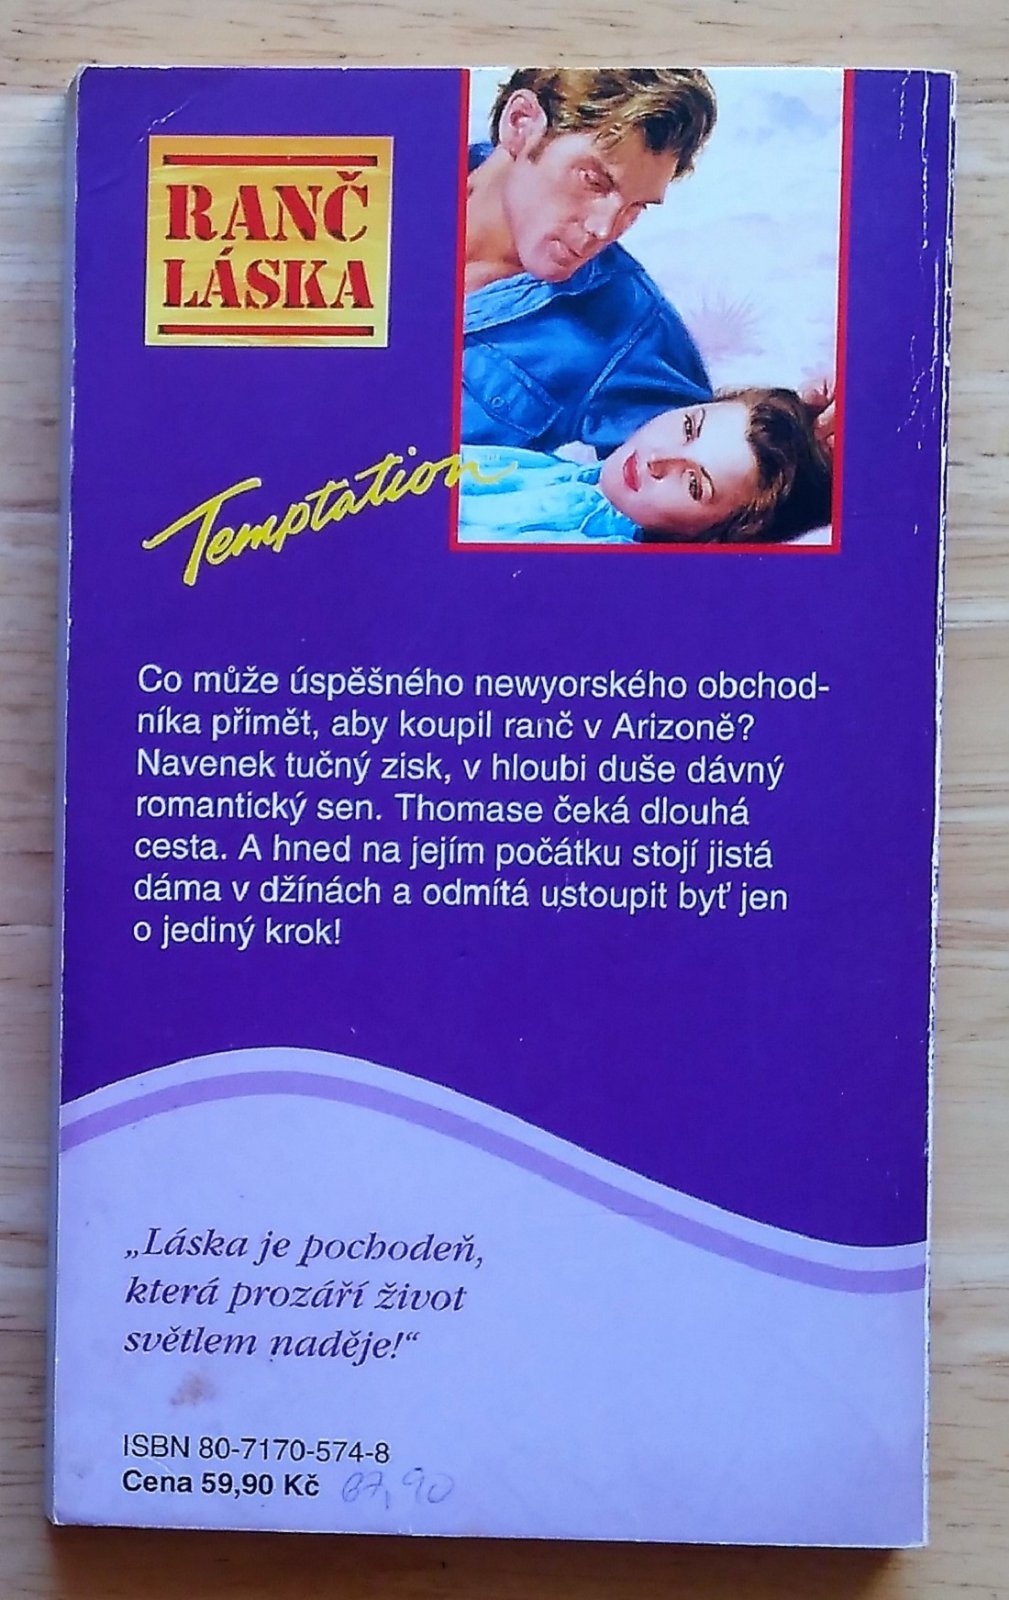 RANČ
LÁSKA
Temptation
Co může úspěšného newyorského obchod-
níka přimět, aby koupil ranč v Arizoně?
Navenek tučný zisk, v hloubi duše dávný
romantický sen. Thomase čeká dlouhá
cesta. A hned na jejím počátku stojí jistá
dáma v džínách a odmítá ustoupit byť jen
o jediný krok!
„Láska je pochodeň,
která prozáří život
světlem naděje!“
ISBN 80-7170-574-8
Cena 59,90 Kč